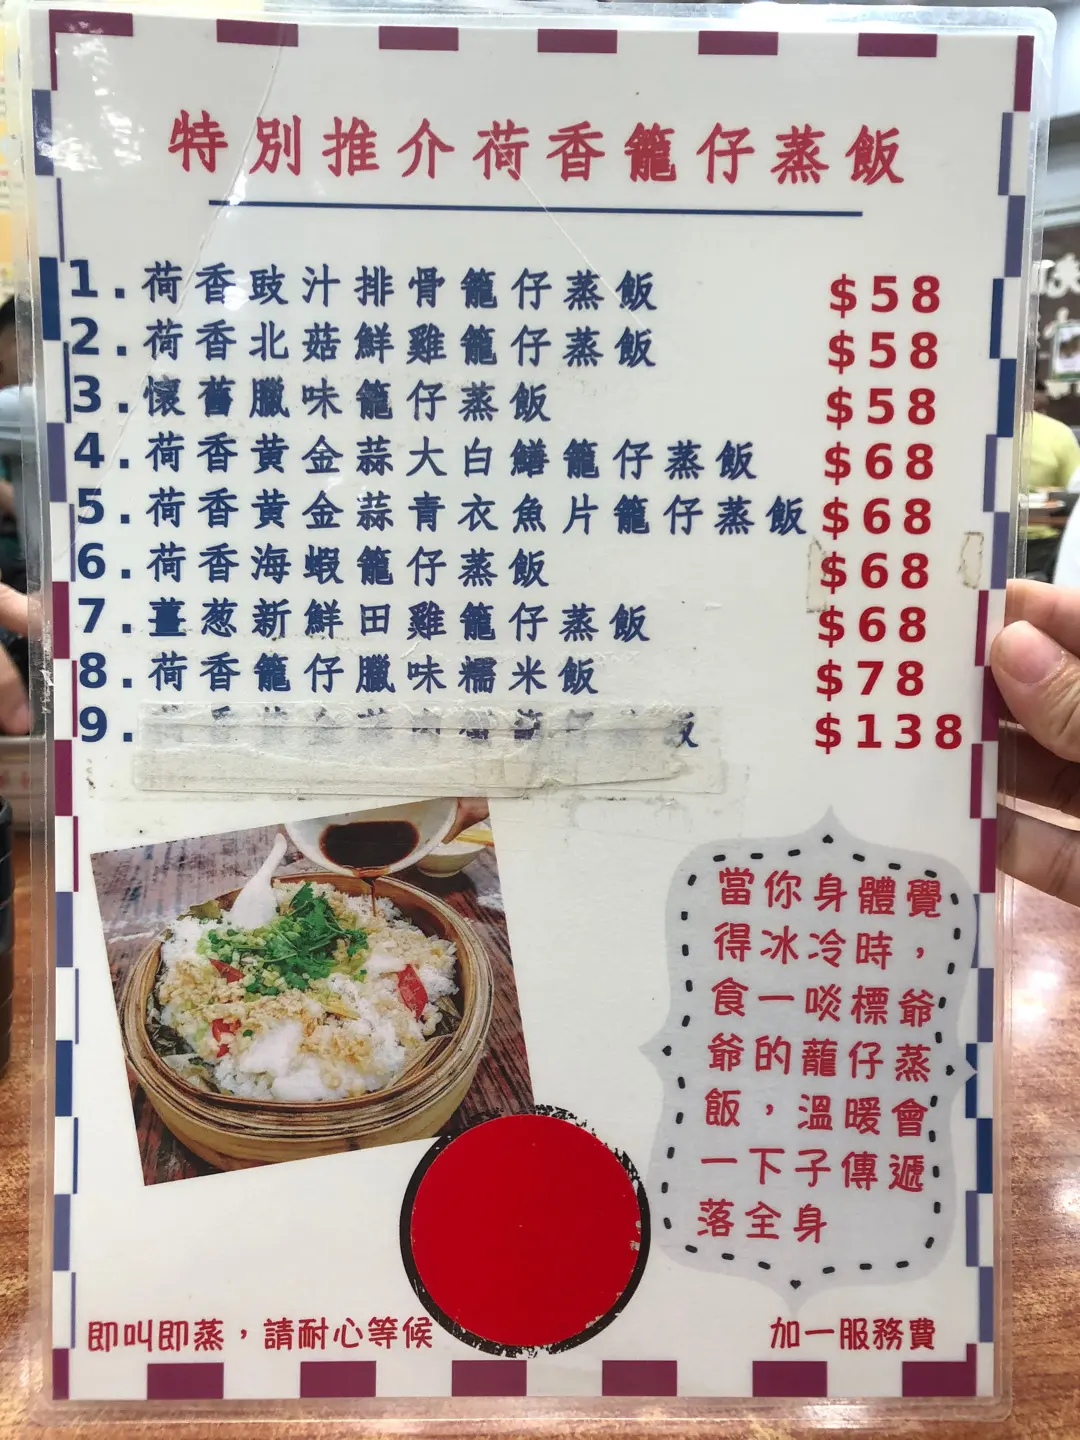 特別推介荷香籠仔蒸飯
1.荷香豉汁排骨籠仔蒸飯 $58
2.荷香北菇鮮雞籠仔蒸飯 $58
3.懷舊臘味籠仔蒸飯 $58
4.荷香黃金蒜大白鱔籠仔蒸飯 $68
5.荷香黃金蒜青衣魚片籠仔蒸飯 $68
6.荷香海蝦籠仔蒸飯 $68
7.薑葱新鮮田雞籠仔蒸飯 $68
8.荷香籠仔臘味糯米飯 $78
9. $138
當你身體覺
得冰冷時，
食一啖標爺
爺的蘢仔蒸
飯，溫暖會
一下子傳遞
落全身
即叫即蒸，請耐心等候
加一服務費